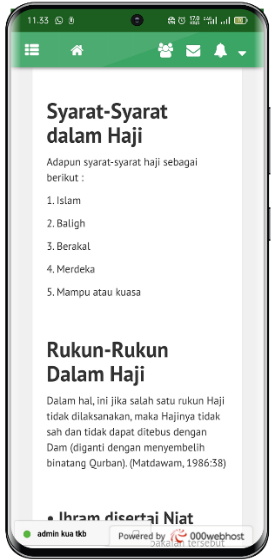 11.33
Syarat-Syarat
dalam Haji
Adapun syarat-syarat haji sebagai
berikut :
1. Islam
2. Baligh
3. Berakal
4. Merdeka
5. Mampu atau kuasa
Rukun-Rukun
Dalam Haji
Dalam hal, ini jika salah satu rukun Haji
tidak dilaksanakan, maka Hajinya tidak
sah dan tidak dapat ditebus dengan
Dam (diganti dengan menyembelih
binatang Qurban). (Matdawam, 1986:38)
• Ihram disertai Niat
admin kua tkb
Powered by 000webhost
pakaian tersebut